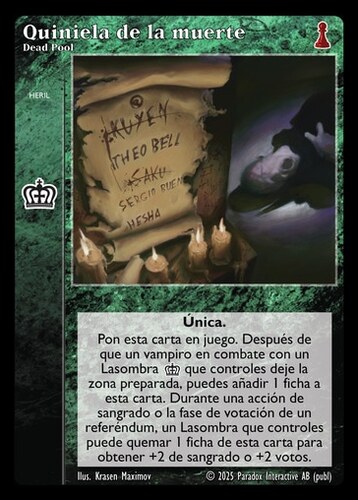 Quiniela de la muerte
Dead Pool
HERIL
KUYEN
THEO BELL
ASAKU
SERGIO BUEN
HESHA
Única.
Pon esta carta en juego. Después de
que un vampiro en combate con un
Lasombra que controles deje la
zona preparada, puedes añadir 1 ficha a
esta carta. Durante una acción de
sangrado o la fase de votación de un
referéndum, un Lasombra que controles
puede quemar 1 ficha de esta carta para
obtener +2 de sangrado o +2 votos.
Ilus. Krasen Maximov
© 2025 Paradox Interactive AB (publ)